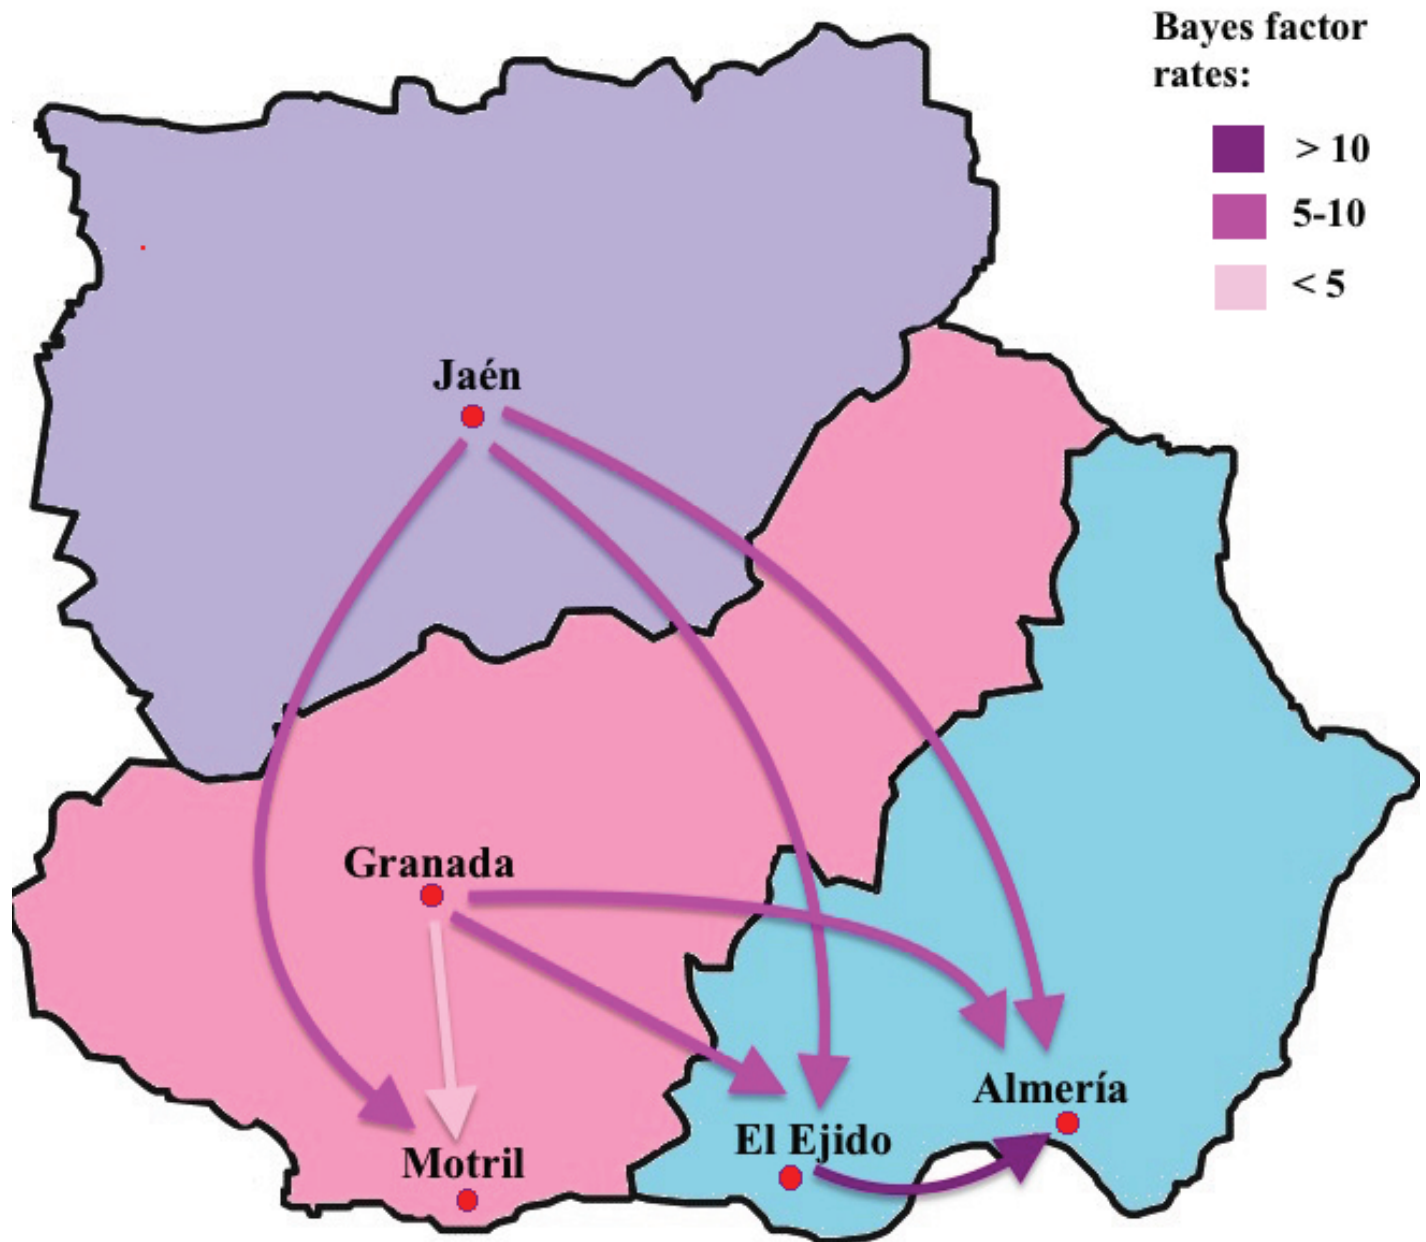 Bayes factor
rates:
> 10
5-10
< 5
Jaén
Granada
Almería
El Ejido
Motril